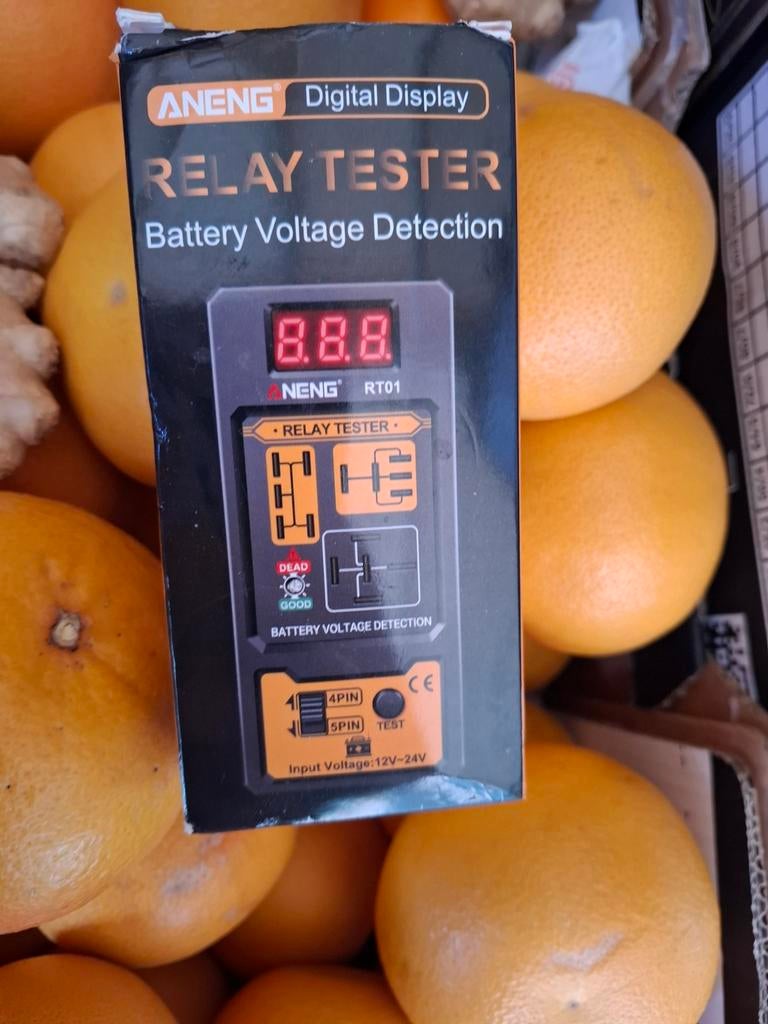 ANENG® Digital Display
RELAY TESTER
Battery Voltage Detection
8.8.8.
ANENG® RT01
· RELAY TESTER ·
DEAD
GOOD
BATTERY VOLTAGE DETECTION
CE
4PIN
5PIN
TEST
Input Voltage:12V~24V